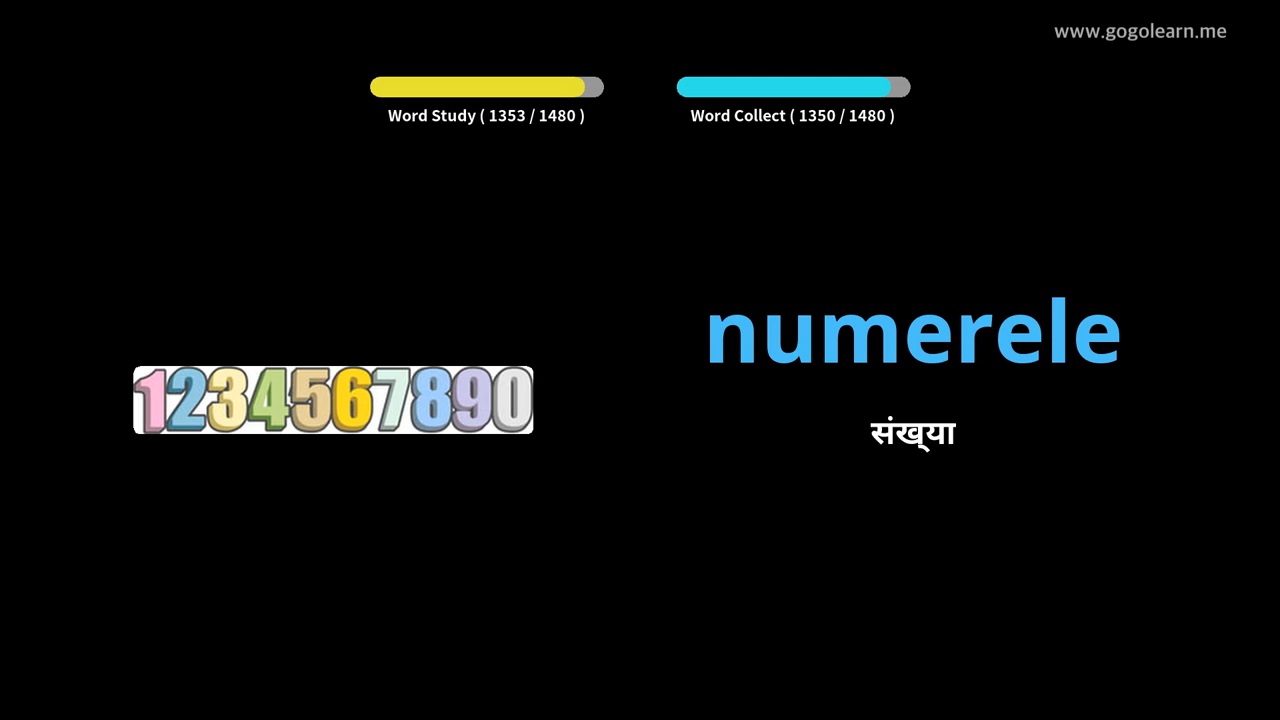 www.gogolearn.me
Word Study ( 1353 / 1480 )
Word Collect ( 1350 / 1480 )
numerele
1234567890
संख्या